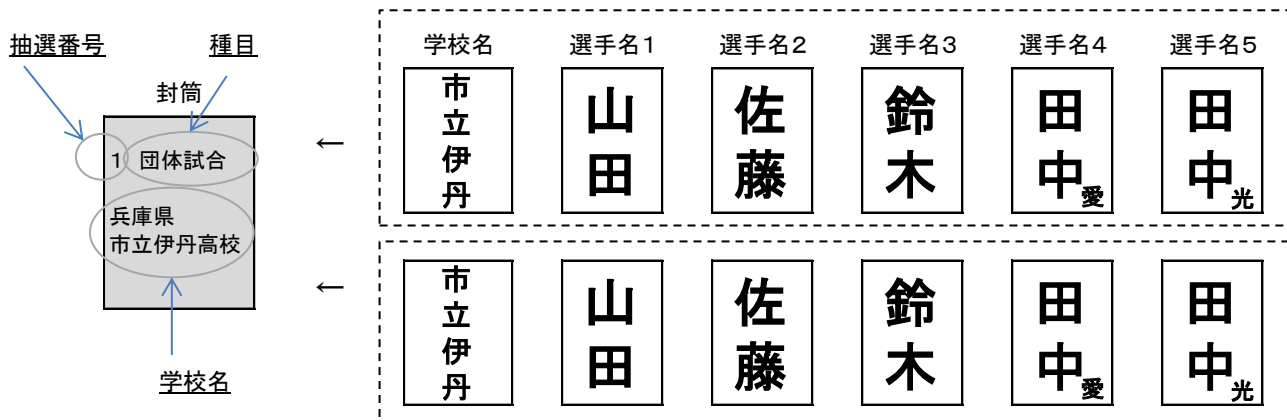 抽選番号
種目
封筒
1 団体試合
兵庫県
市立伊丹高校
学校名
←
学校名 選手名1 選手名2 選手名3 選手名4 選手名5
市立伊丹
山田
佐藤
鈴木
田中愛
田中光
←
市立伊丹
山田
佐藤
鈴木
田中愛
田中光